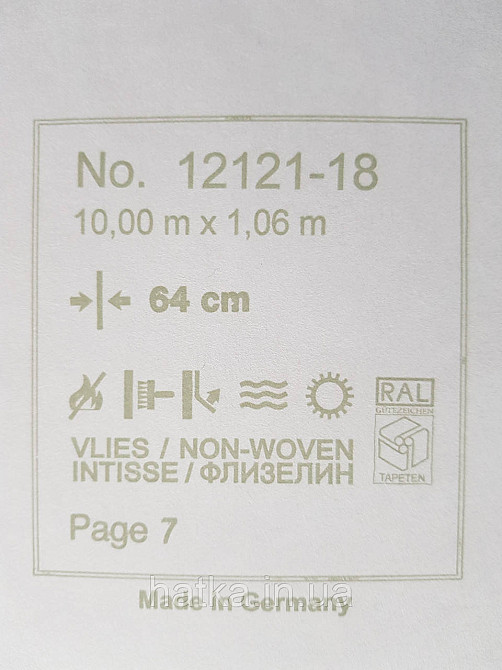 No. 12121-18
10,00 m x 1,06 m
64 cm
RAL
GÜTEZEICHEN
TAPETEN
VLIES / NON-WOVEN
INTISSE / ФЛИЗЕЛИН
Page 7
hatka.in.ua
Made in Germany